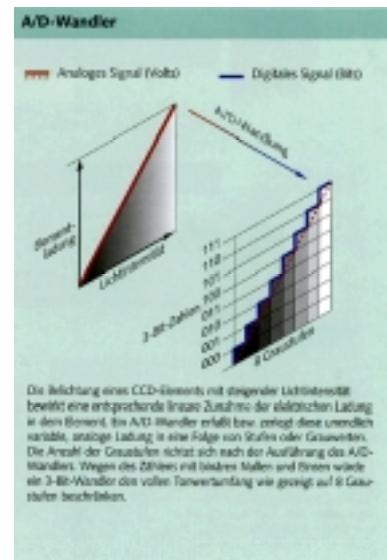 A/D-Wandler
Analoges Signal (Volts)
Digitales Signal (Bits)
A/D-Wandlung
Element-
ladung
Lichtintensität
3-Bit-Zahlen
111
110
101
100
011
010
001
000
8 Graustufen
Die Belichtung eines CCD-Elements mit steigender Lichtintensität
bewirkt eine entsprechende lineare Zunahme der elektrischen Ladung
in dem Element. Ein A/D-Wandler erfaßt bzw. zerlegt diese unendlich
variable, analoge Ladung in eine Folge von Stufen oder Grauwerten.
Die Anzahl der Graustufen richtet sich nach der Ausführung des A/D-
Wandlers. Wegen des Zählens mit binären Nullen und Einsen würde
ein 3-Bit-Wandler den vollen Tonwertumfang wie gezeigt auf 8 Grau-
stufen beschränken.